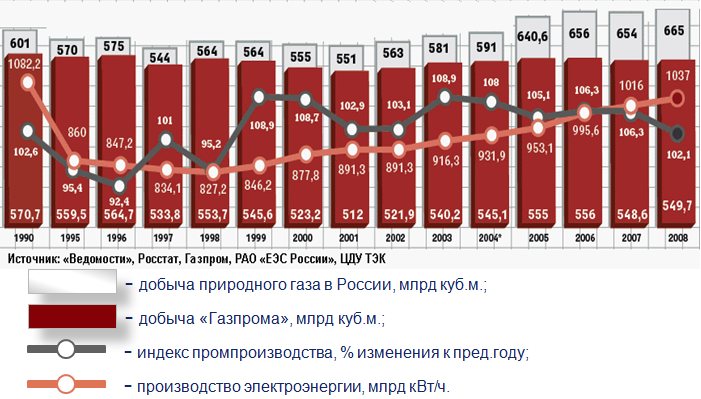 601 570 575 544 564 564 555 551 563 581 591 640,6 656 654 665
1082,2 860 847,2 834,1 827,2 846,2 877,8 891,3 891,3 916,3 931,9 953,1 995,6 1016 1037
102,6 95,4 92,4 101 95,2 108,9 108,7 102,9 103,1 108,9 108 105,1 106,3 106,3 102,1
570,7 559,5 564,7 533,8 553,7 545,6 523,2 512 521,9 540,2 545,1 555 556 548,6 549,7
1990 1995 1996 1997 1998 1999 2000 2001 2002 2003 2004* 2005 2006 2007 2008
Источник: «Ведомости», Росстат, Газпром, РАО «ЕЭС России», ЦДУ ТЭК
– добыча природного газа в России, млрд куб.м.;
– добыча «Газпрома», млрд куб.м.;
– индекс промпроизводства, % изменения к пред.году;
– производство электроэнергии, млрд кВт/ч.